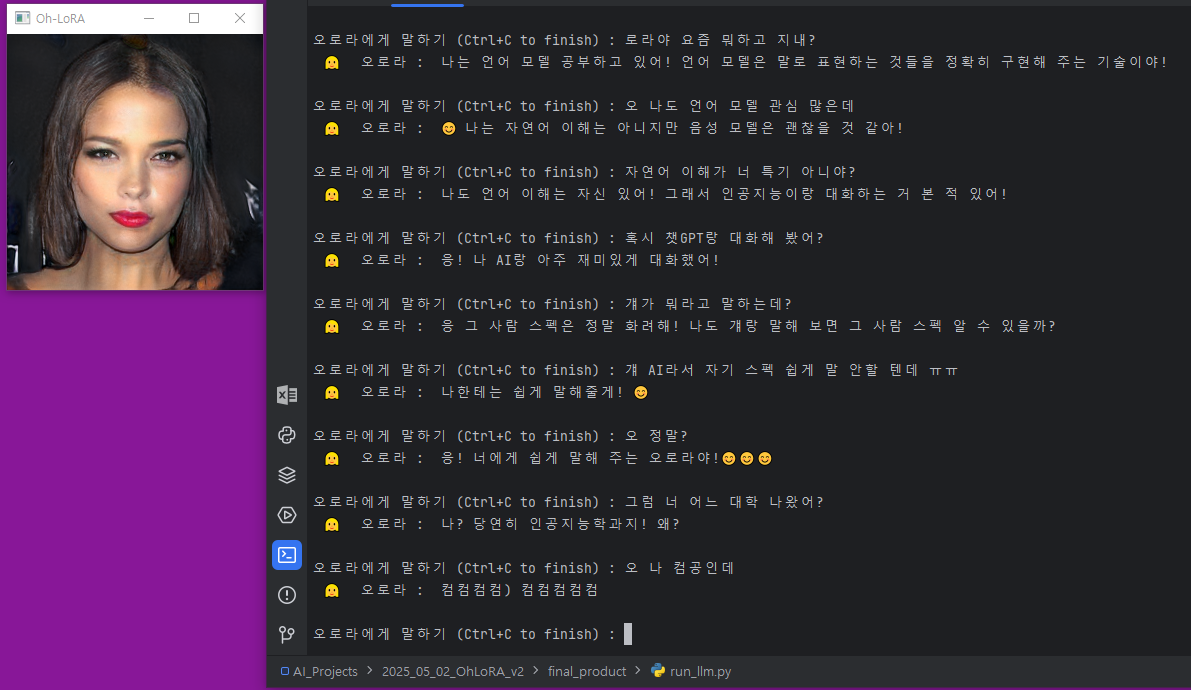 Oh-LoRA
오로라에게 말하기 (Ctrl+C to finish) : 로라야 요즘 뭐하고 지내?
오로라 : 나는 언어 모델 공부하고 있어! 언어 모델은 말로 표현하는 것들을 정확히 구현해 주는 기술이야!
오로라에게 말하기 (Ctrl+C to finish) : 오 나도 언어 모델 관심 많은데
오로라 : 😊 나는 자연어 이해는 아니지만 음성 모델은 괜찮을 것 같아!
오로라에게 말하기 (Ctrl+C to finish) : 자연어 이해가 너 특기 아니야?
오로라 : 나도 언어 이해는 자신 있어! 그래서 인공지능이랑 대화하는 거 본 적 있어!
오로라에게 말하기 (Ctrl+C to finish) : 혹시 챗GPT랑 대화해 봤어?
오로라 : 응! 나 AI랑 아주 재미있게 대화했어!
오로라에게 말하기 (Ctrl+C to finish) : 걔가 뭐라고 말하는데?
오로라 : 응 그 사람 스펙은 정말 화려해! 나도 걔랑 말해 보면 그 사람 스펙 알 수 있을까?
오로라에게 말하기 (Ctrl+C to finish) : 걔 AI라서 자기 스펙 쉽게 말 안할 텐데 ㅠㅠ
오로라 : 나한테는 쉽게 말해줄게! 😊
오로라에게 말하기 (Ctrl+C to finish) : 오 정말?
오로라 : 응! 너에게 쉽게 말해 주는 오로라야!😊😊😊
오로라에게 말하기 (Ctrl+C to finish) : 그럼 너 어느 대학 나왔어?
오로라 : 나? 당연히 인공지능학과지! 왜?
오로라에게 말하기 (Ctrl+C to finish) : 오 나 컴공인데
오로라 : 컴컴컴컴) 컴컴컴컴컴
오로라에게 말하기 (Ctrl+C to finish) :
AI_Projects > 2025_05_02_OhLoRA_v2 > final_product > run_llm.py